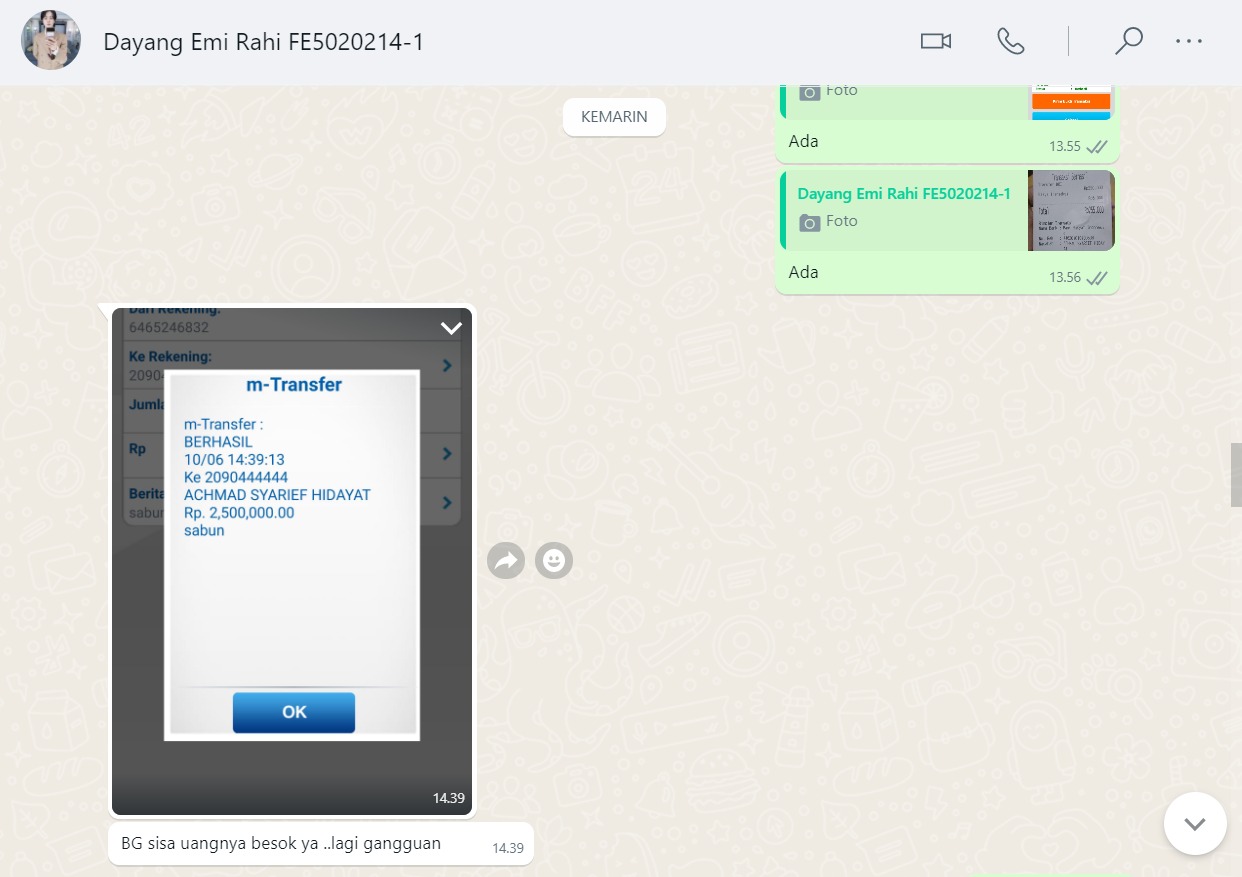 Dayang Emi Rahi FE5020214-1
Foto
KEMARIN
Ada
13.55
Dayang Emi Rahi FE5020214-1
Foto
Ada
13.56
Dari Rekening:
6465246832
Ke Rekening:
2090
Jumla
Rp
Berita
sabun
m-Transfer
m-Transfer :
BERHASIL
10/06 14:39:13
Ke 2090444444
ACHMAD SYARIEF HIDAYAT
Rp. 2,500,000.00
sabun
OK
14.39
BG sisa uangnya besok ya ..lagi gangguan
14.39